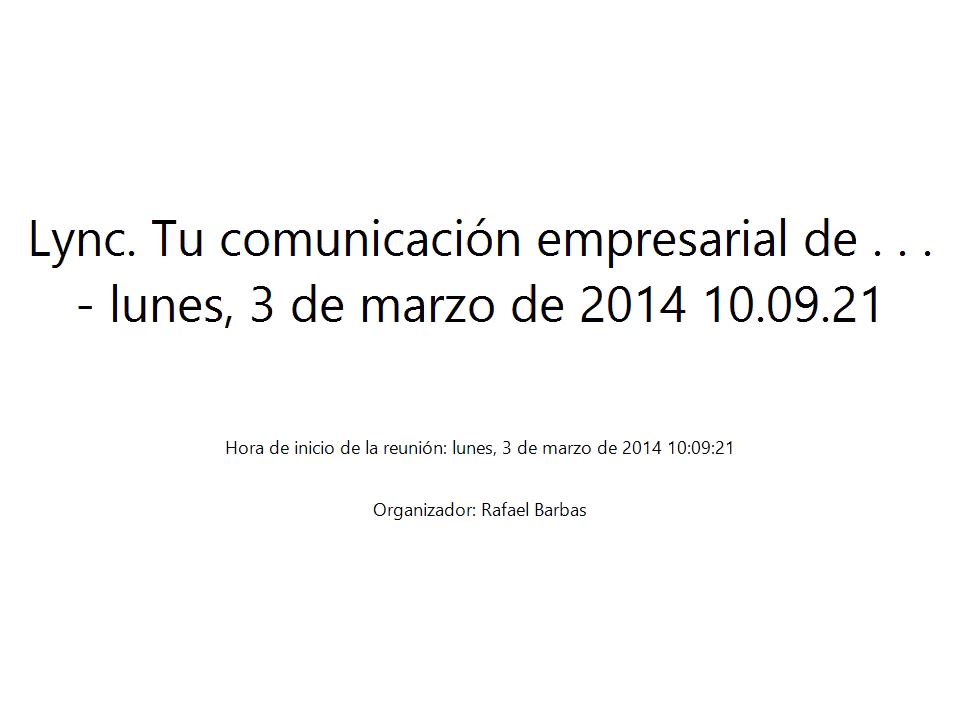 Lync. Tu comunicación empresarial de . . .
- lunes, 3 de marzo de 2014 10.09.21
Hora de inicio de la reunión: lunes, 3 de marzo de 2014 10:09:21
Organizador: Rafael Barbas